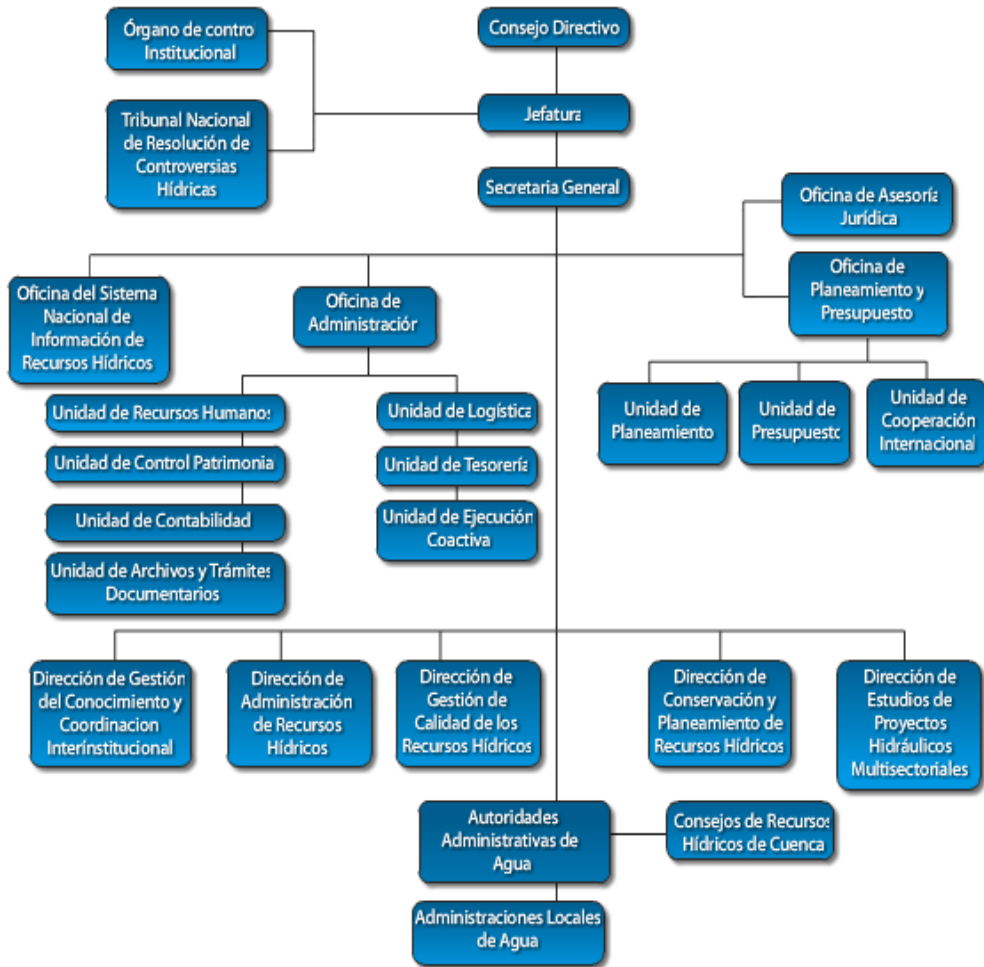 Órgano de contro
Institucional
Consejo Directivo
Tribunal Nacional
de Resolución de
Controversias
Hídricas
Jefatura
Secretaria General
Oficina de Asesoría
Jurídica
Oficina del Sistema
Nacional de
Información de
Recursos Hídricos
Oficina de
Administración
Oficina de
Planeamiento y
Presupuesto
Unidad de Recursos Humanos
Unidad de Control Patrimonia
Unidad de Contabilidad
Unidad de Archivos y Trámites
Documentarios
Unidad de Logística
Unidad de Tesorería
Unidad de Ejecución
Coactiva
Unidad de
Planeamiento
Unidad de
Presupuesto
Unidad de
Cooperación
Internacional
Dirección de Gestión
del Conocimiento y
Coordinacion
Interínstitucional
Dirección de
Administración
de Recursos
Hídricos
Dirección de
Gestión de
Calidad de los
Recursos Hídricos
Dirección de
Conservación y
Planeamiento de
Recursos Hídricos
Dirección de
Estudios de
Proyectos
Hidráulicos
Multisectoriales
Autoridades
Administrativas de
Agua
Consejos de Recursos
Hídricos de Cuenca
Administraciones Locales
de Agua